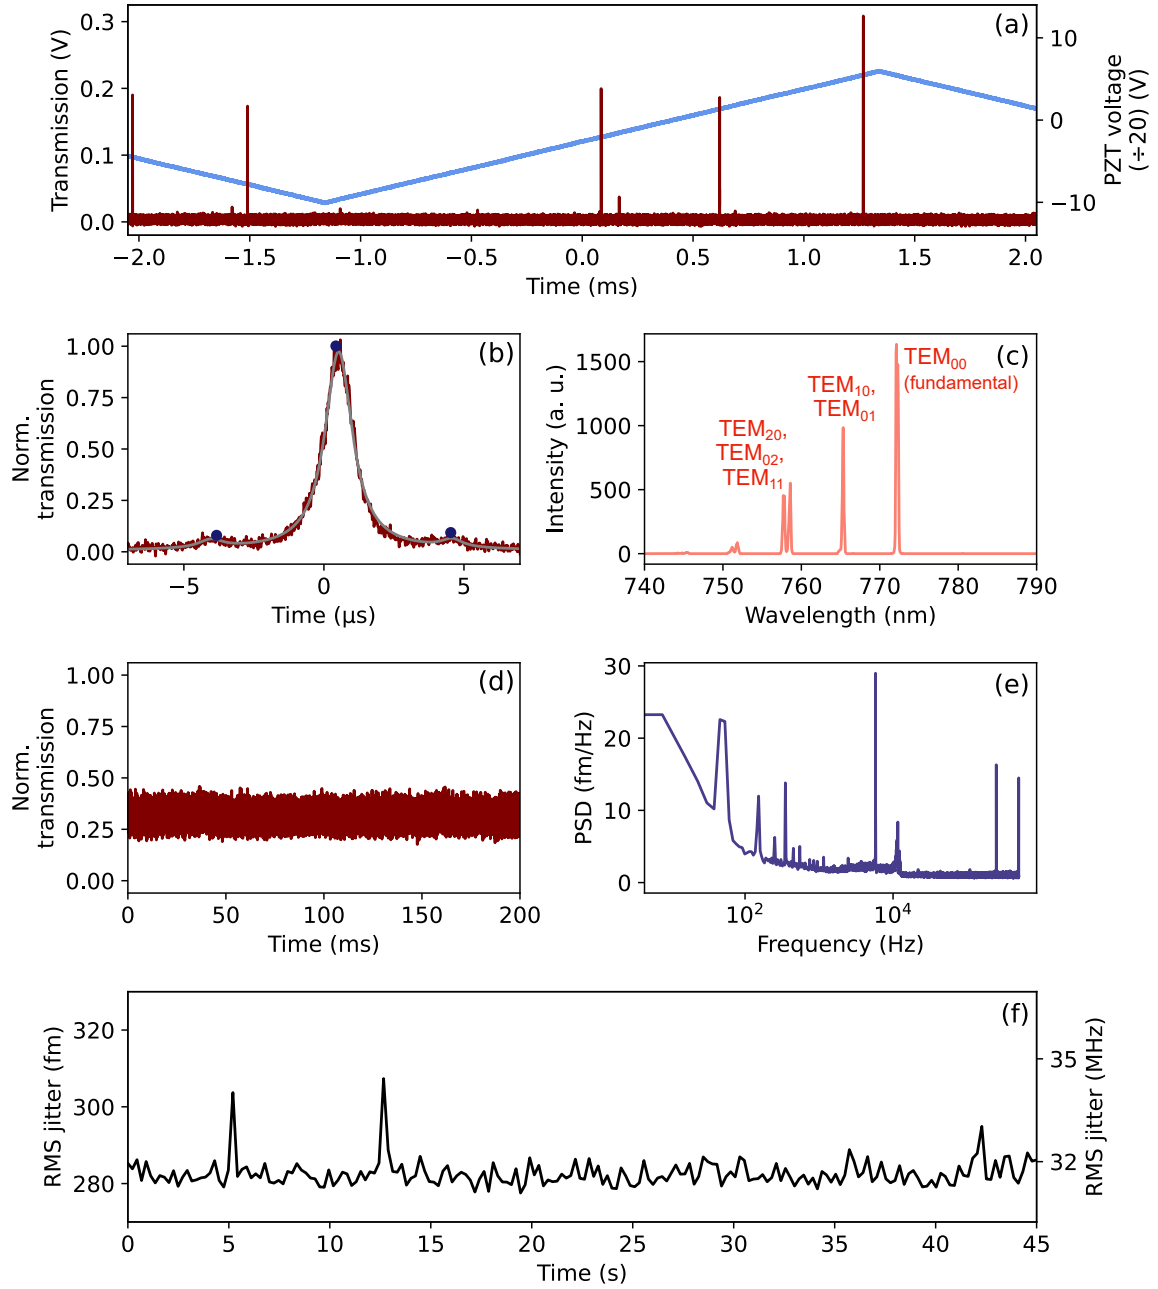 (a)
Transmission (V)
0.3
0.2
0.1
0.0
10
0
−10
PZT voltage
(÷20) (V)
−2.0 −1.5 −1.0 −0.5 0.0 0.5 1.0 1.5 2.0
Time (ms)
(b)
Norm.
transmission
1.00
0.75
0.50
0.25
0.00
−5 0 5
Time (µs)
(c)
Intensity (a. u.)
1500
1000
500
0
TEM₀₀
(fundamental)
TEM₁₀,
TEM₀₁
TEM₂₀,
TEM₀₂,
TEM₁₁
740 750 760 770 780 790
Wavelength (nm)
(d)
Norm.
transmission
1.00
0.75
0.50
0.25
0.00
0 50 100 150 200
Time (ms)
(e)
PSD (fm/Hz)
30
20
10
0
10² 10⁴
Frequency (Hz)
(f)
RMS jitter (fm)
320
300
280
35
32
RMS jitter (MHz)
0 5 10 15 20 25 30 35 40 45
Time (s)